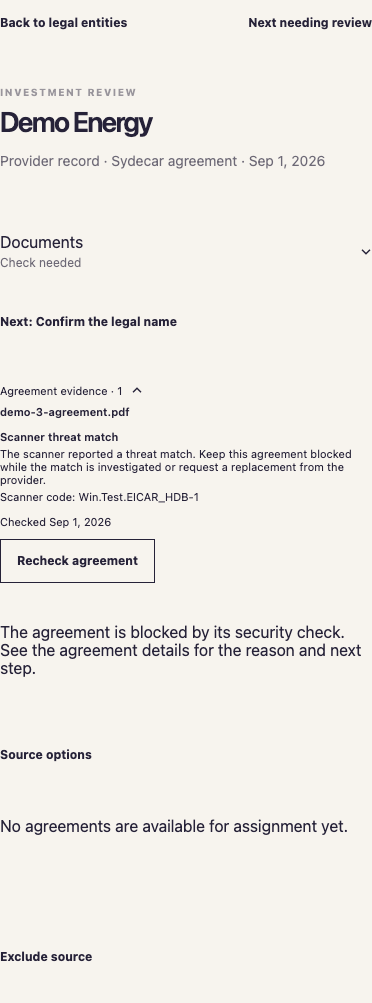 Back to legal entities
Next needing review
INVESTMENT REVIEW
Demo Energy
Provider record · Sydecar agreement · Sep 1, 2026
Documents
Check needed
Next: Confirm the legal name
Agreement evidence · 1
demo-3-agreement.pdf
Scanner threat match
The scanner reported a threat match. Keep this agreement blocked
while the match is investigated or request a replacement from the
provider.
Scanner code: Win.Test.EICAR_HDB-1
Checked Sep 1, 2026
Recheck agreement
The agreement is blocked by its security check.
See the agreement details for the reason and next
step.
Source options
No agreements are available for assignment yet.
Exclude source